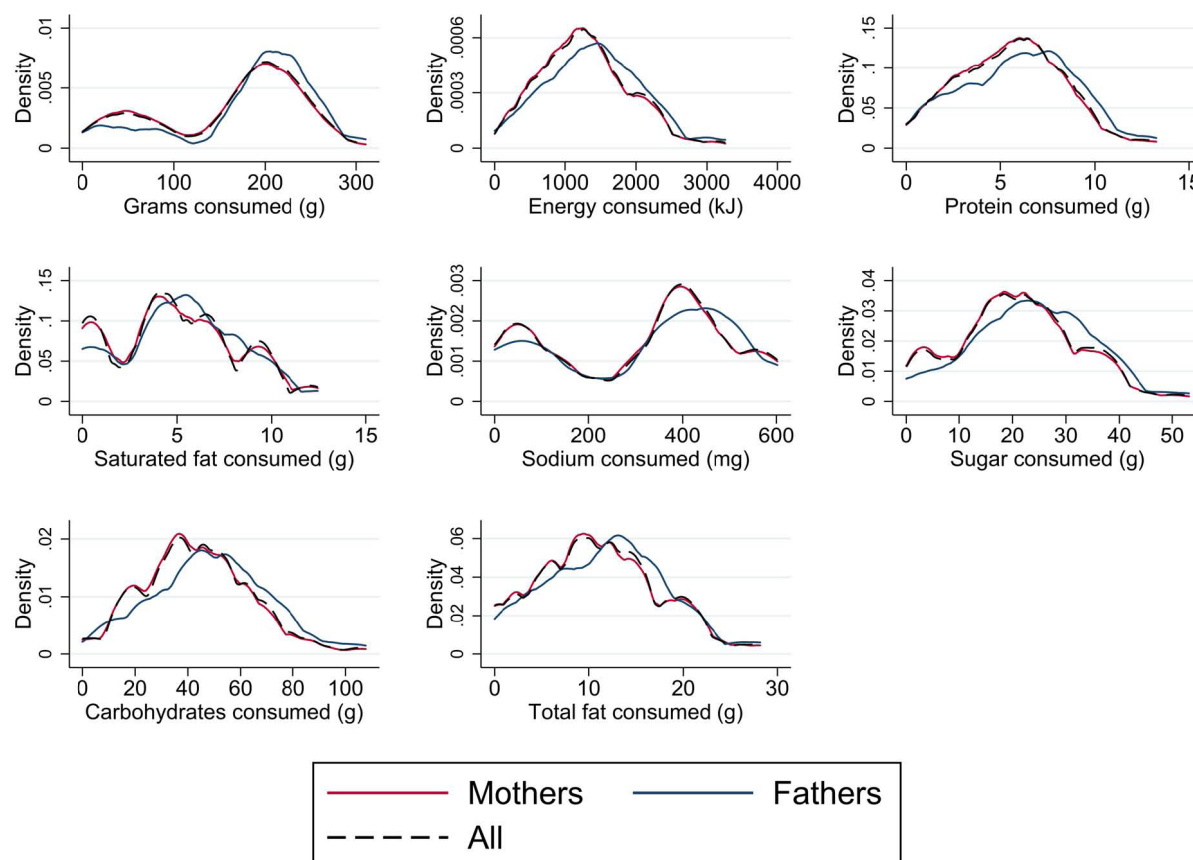 Density
.01
.005
0
0 100 200 300
Grams consumed (g)
Density
.0006
.0003
0
0 1000 2000 3000 4000
Energy consumed (kJ)
Density
.15
.1
.05
0
0 5 10 15
Protein consumed (g)
Density
.15
.1
.05
0
0 5 10 15
Saturated fat consumed (g)
Density
.003
.002
.001
0
0 200 400 600
Sodium consumed (mg)
Density
.04
.03
.02
.01
0
0 10 20 30 40 50
Sugar consumed (g)
Density
.02
.01
0
0 20 40 60 80 100
Carbohydrates consumed (g)
Density
.06
.04
.02
0
0 10 20 30
Total fat consumed (g)
Mothers Fathers
All